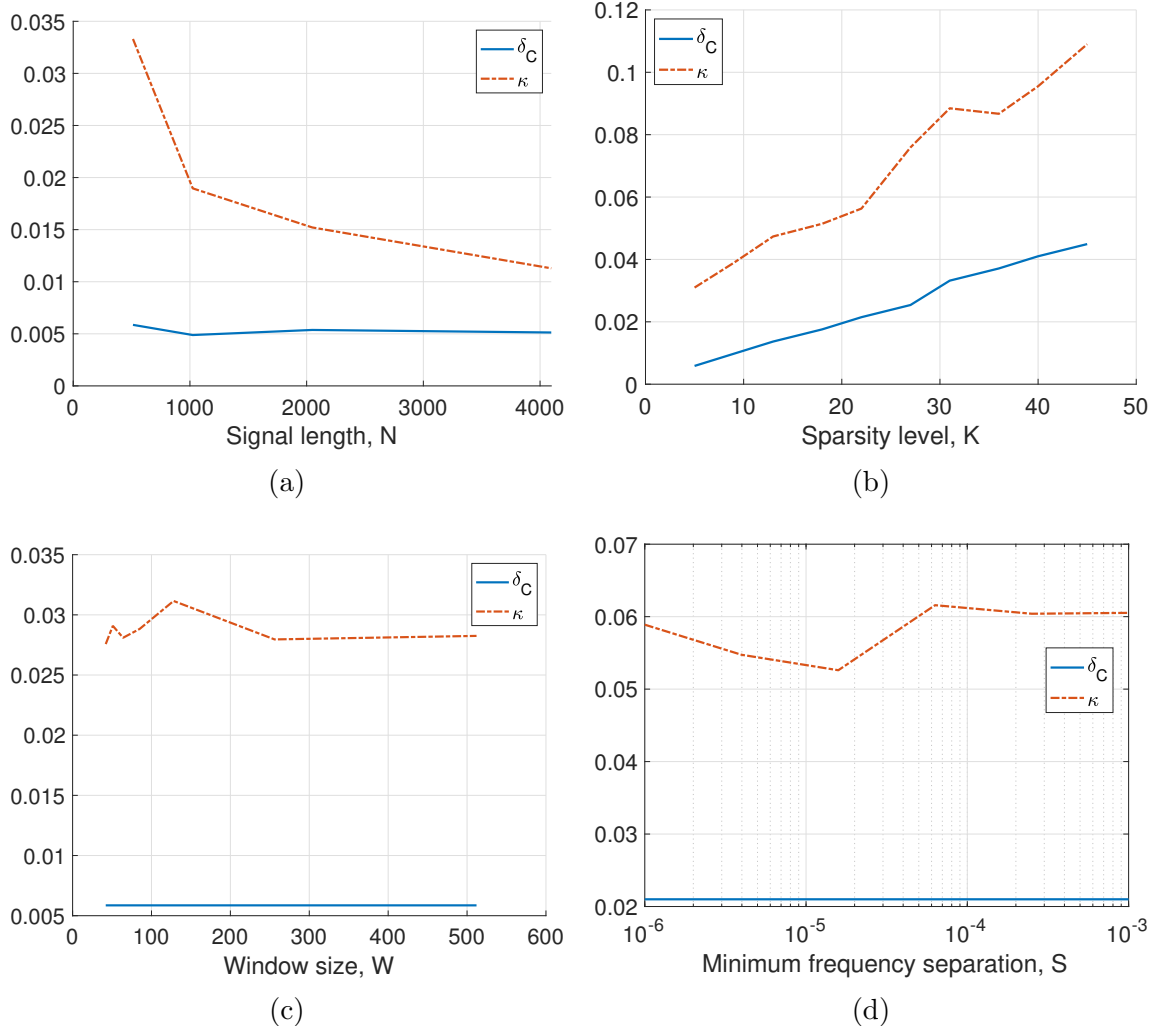 0.035
0.03
0.025
0.02
0.015
0.01
0.005
0
0 1000 2000 3000 4000
Signal length, N
δC
κ
(a)
0.12
0.1
0.08
0.06
0.04
0.02
0
0 10 20 30 40 50
Sparsity level, K
δC
κ
(b)
0.035
0.03
0.025
0.02
0.015
0.01
0.005
0 100 200 300 400 500 600
Window size, W
δC
κ
(c)
0.07
0.06
0.05
0.04
0.03
0.02
10-6 10-5 10-4 10-3
Minimum frequency separation, S
δC
κ
(d)